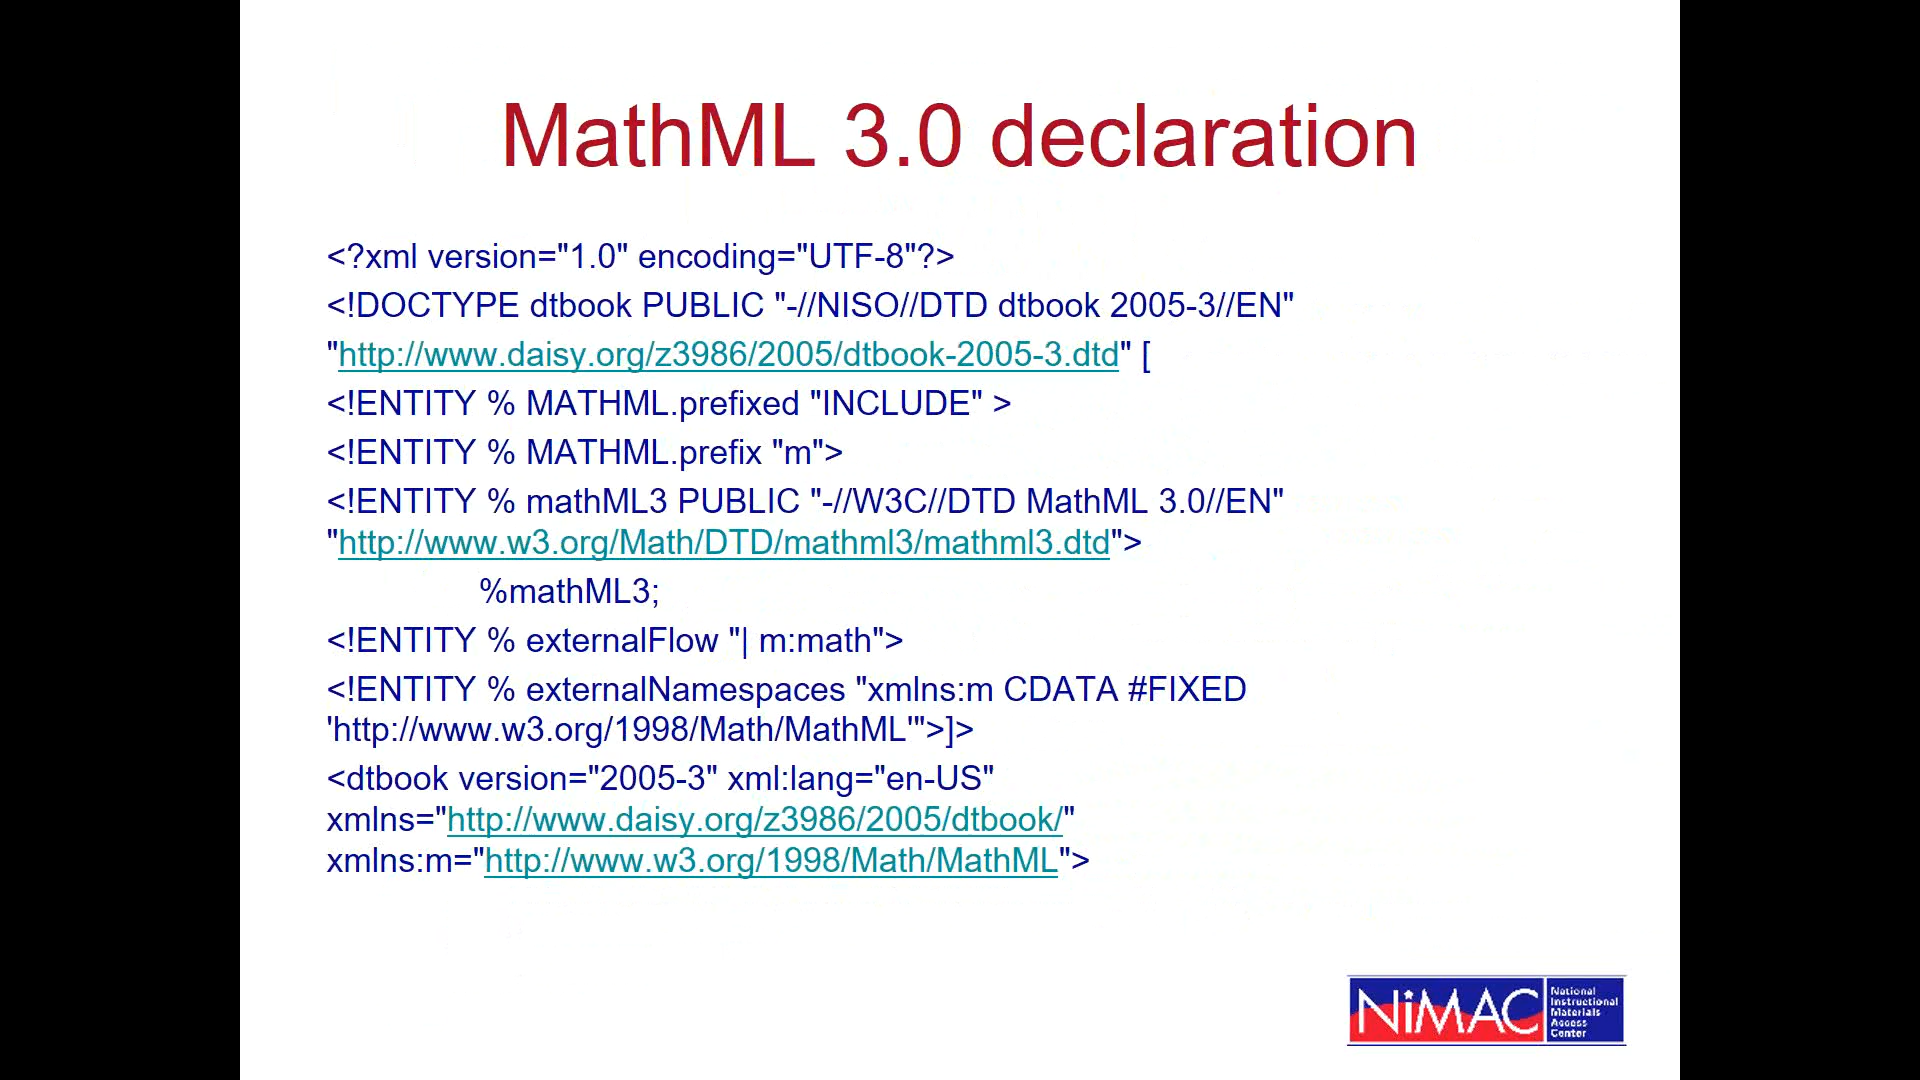 MathML 3.0 declaration
<?xml version="1.0" encoding="UTF-8"?>
<!DOCTYPE dtbook PUBLIC "-//NISO//DTD dtbook 2005-3//EN"
"http://www.daisy.org/z3986/2005/dtbook-2005-3.dtd" [
<!ENTITY % MATHML.prefixed "INCLUDE" >
<!ENTITY % MATHML.prefix "m">
<!ENTITY % mathML3 PUBLIC "-//W3C//DTD MathML 3.0//EN"
"http://www.w3.org/Math/DTD/mathml3/mathml3.dtd">
%mathML3;
<!ENTITY % externalFlow "| m:math">
<!ENTITY % externalNamespaces "xmlns:m CDATA #FIXED
'http://www.w3.org/1998/Math/MathML'">]>
<dtbook version="2005-3" xml:lang="en-US"
xmlns="http://www.daisy.org/z3986/2005/dtbook/"
xmlns:m="http://www.w3.org/1998/Math/MathML">
NiMAC
National
Instructional
Materials
Access
Center